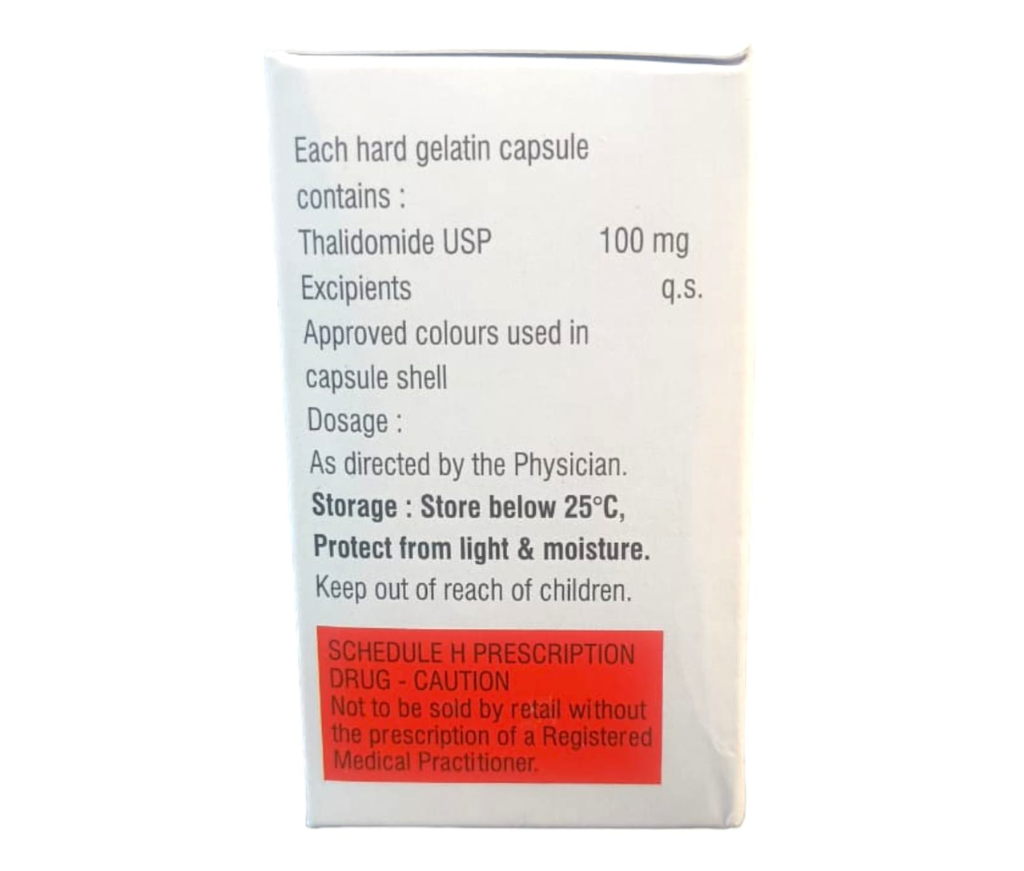 Each hard gelatin capsule
contains :
Thalidomide USP 100 mg
Excipients q.s.
Approved colours used in
capsule shell
Dosage :
As directed by the Physician.
Storage : Store below 25°C,
Protect from light & moisture.
Keep out of reach of children.
SCHEDULE H PRESCRIPTION
DRUG - CAUTION
Not to be sold by retail without
the prescription of a Registered
Medical Practitioner.